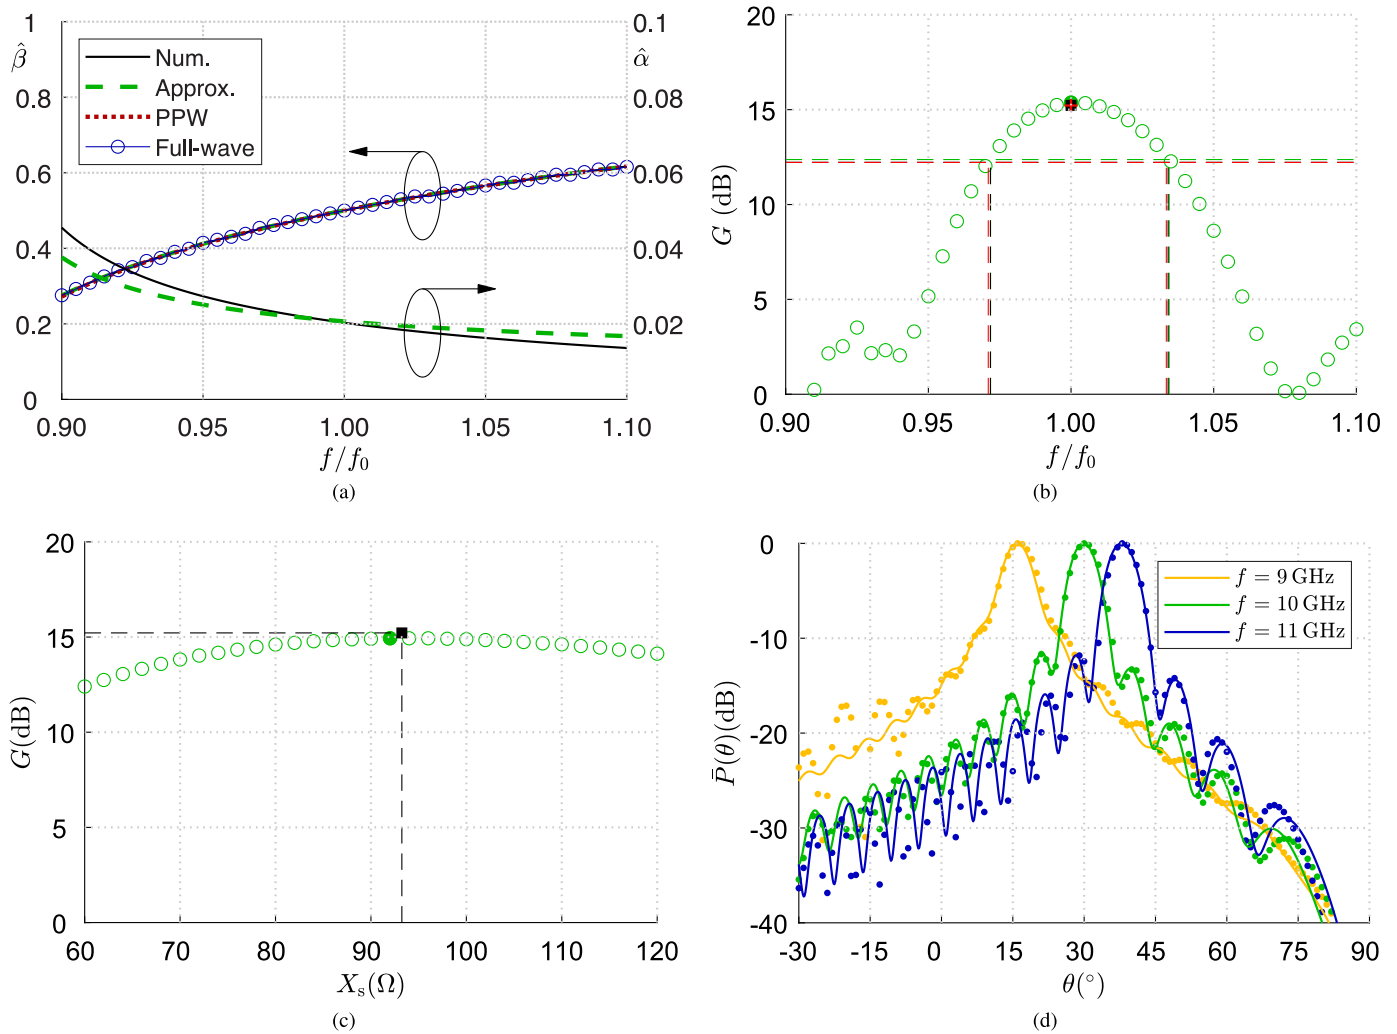 1
0.1
β̂
α̂
Num.
Approx.
PPW
Full-wave
0.8
0.08
0.6
0.06
0.4
0.04
0.2
0.02
0
0
0.90
0.95
1.00
1.05
1.10
f/f₀
(a)
20
15
10
5
0
G (dB)
0.90
0.95
1.00
1.05
1.10
f/f₀
(b)
20
15
10
5
0
G(dB)
60
70
80
90
100
110
120
Xₛ(Ω)
(c)
0
-10
-20
-30
-40
P̄(θ)(dB)
f = 9 GHz
f = 10 GHz
f = 11 GHz
-30
-15
0
15
30
45
60
75
90
θ(°)
(d)